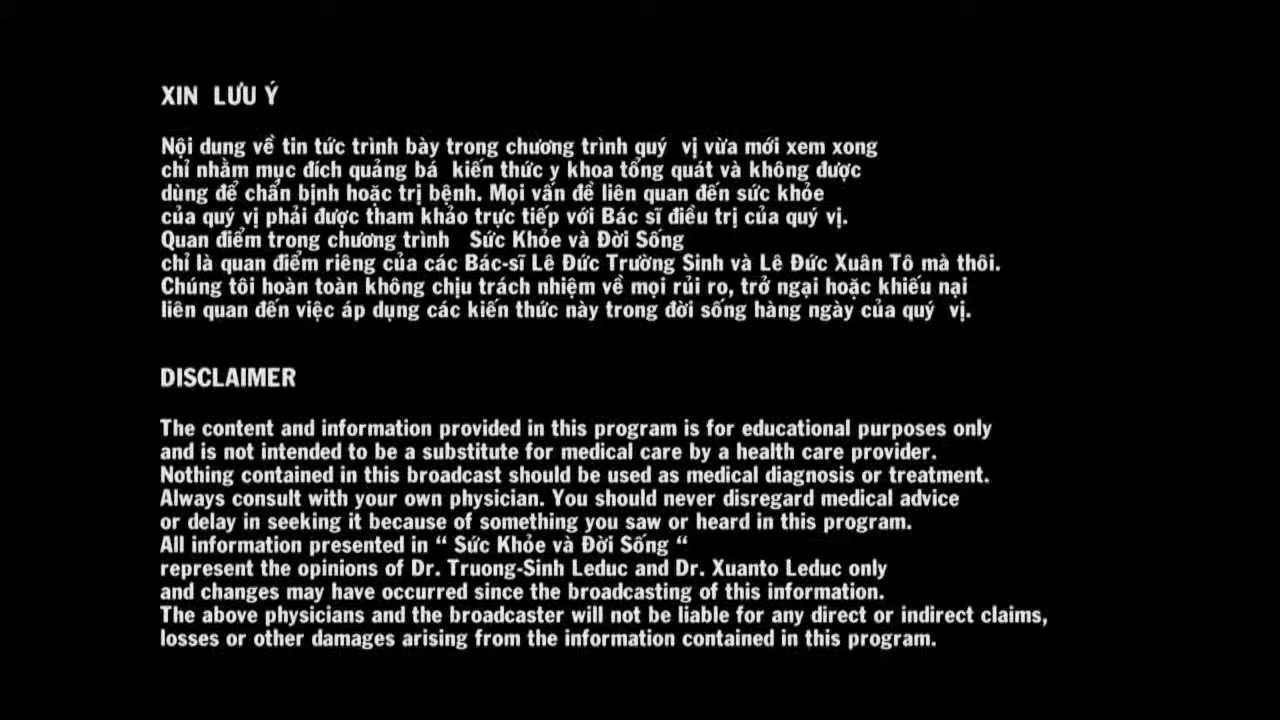 XIN LƯU Ý
Nội dung về tin tức trình bày trong chương trình quý vị vừa mới xem xong
chỉ nhằm mục đích quảng bá kiến thức y khoa tổng quát và không được
dùng để chẩn bịnh hoặc trị bệnh. Mọi vấn đề liên quan đến sức khỏe
của quý vị phải được tham khảo trực tiếp với Bác sĩ điều trị của quý vị.
Quan điểm trong chương trình Sức Khỏe và Đời Sống
chỉ là quan điểm riêng của các Bác-sĩ Lê Đức Trường Sinh và Lê Đức Xuân Tô mà thôi.
Chúng tôi hoàn toàn không chịu trách nhiệm về mọi rủi ro, trở ngại hoặc khiếu nại
liên quan đến việc áp dụng các kiến thức này trong đời sống hàng ngày của quý vị.
DISCLAIMER
The content and information provided in this program is for educational purposes only
and is not intended to be a substitute for medical care by a health care provider.
Nothing contained in this broadcast should be used as medical diagnosis or treatment.
Always consult with your own physician. You should never disregard medical advice
or delay in seeking it because of something you saw or heard in this program.
All information presented in “ Sức Khỏe và Đời Sống “
represent the opinions of Dr. Truong-Sinh Leduc and Dr. Xuanto Leduc only
and changes may have occurred since the broadcasting of this information.
The above physicians and the broadcaster will not be liable for any direct or indirect claims,
losses or other damages arising from the information contained in this program.